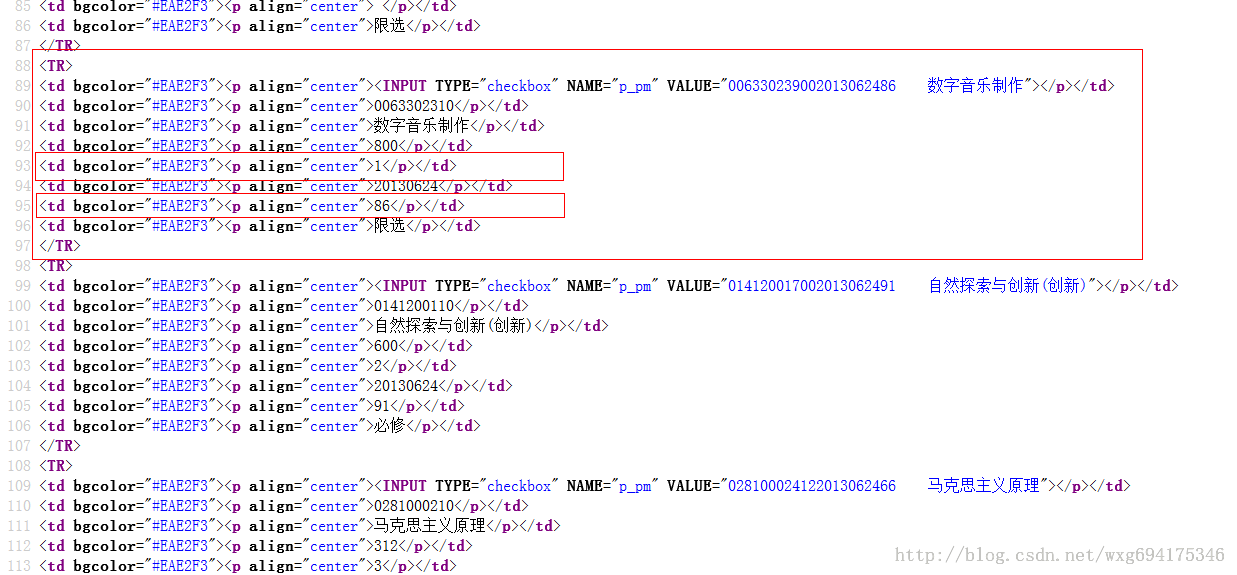 85 <td bgcolor="#EAE2F3"><p align="center"> </p></td>
86 <td bgcolor="#EAE2F3"><p align="center">限选</p></td>
87 </TR>
88 <TR>
89 <td bgcolor="#EAE2F3"><p align="center"><INPUT TYPE="checkbox" NAME="p_pm" VALUE="006330239002013062486    数字音乐制作"></p></td>
90 <td bgcolor="#EAE2F3"><p align="center">0063302310</p></td>
91 <td bgcolor="#EAE2F3"><p align="center">数字音乐制作</p></td>
92 <td bgcolor="#EAE2F3"><p align="center">800</p></td>
93 <td bgcolor="#EAE2F3"><p align="center">1</p></td>
94 <td bgcolor="#EAE2F3"><p align="center">20130624</p></td>
95 <td bgcolor="#EAE2F3"><p align="center">86</p></td>
96 <td bgcolor="#EAE2F3"><p align="center">限选</p></td>
97 </TR>
98 <TR>
99 <td bgcolor="#EAE2F3"><p align="center"><INPUT TYPE="checkbox" NAME="p_pm" VALUE="014120017002013062491    自然探索与创新(创新)"></p></td>
100 <td bgcolor="#EAE2F3"><p align="center">0141200110</p></td>
101 <td bgcolor="#EAE2F3"><p align="center">自然探索与创新(创新)</p></td>
102 <td bgcolor="#EAE2F3"><p align="center">600</p></td>
103 <td bgcolor="#EAE2F3"><p align="center">2</p></td>
104 <td bgcolor="#EAE2F3"><p align="center">20130624</p></td>
105 <td bgcolor="#EAE2F3"><p align="center">91</p></td>
106 <td bgcolor="#EAE2F3"><p align="center">必修</p></td>
107 </TR>
108 <TR>
109 <td bgcolor="#EAE2F3"><p align="center"><INPUT TYPE="checkbox" NAME="p_pm" VALUE="028100024122013062466    马克思主义原理"></p></td>
110 <td bgcolor="#EAE2F3"><p align="center">0281000210</p></td>
111 <td bgcolor="#EAE2F3"><p align="center">马克思主义原理</p></td>
112 <td bgcolor="#EAE2F3"><p align="center">312</p></td>
113 <td bgcolor="#EAE2F3"><p align="center">3</p></td>
http://blog.csdn.net/wxg694175346